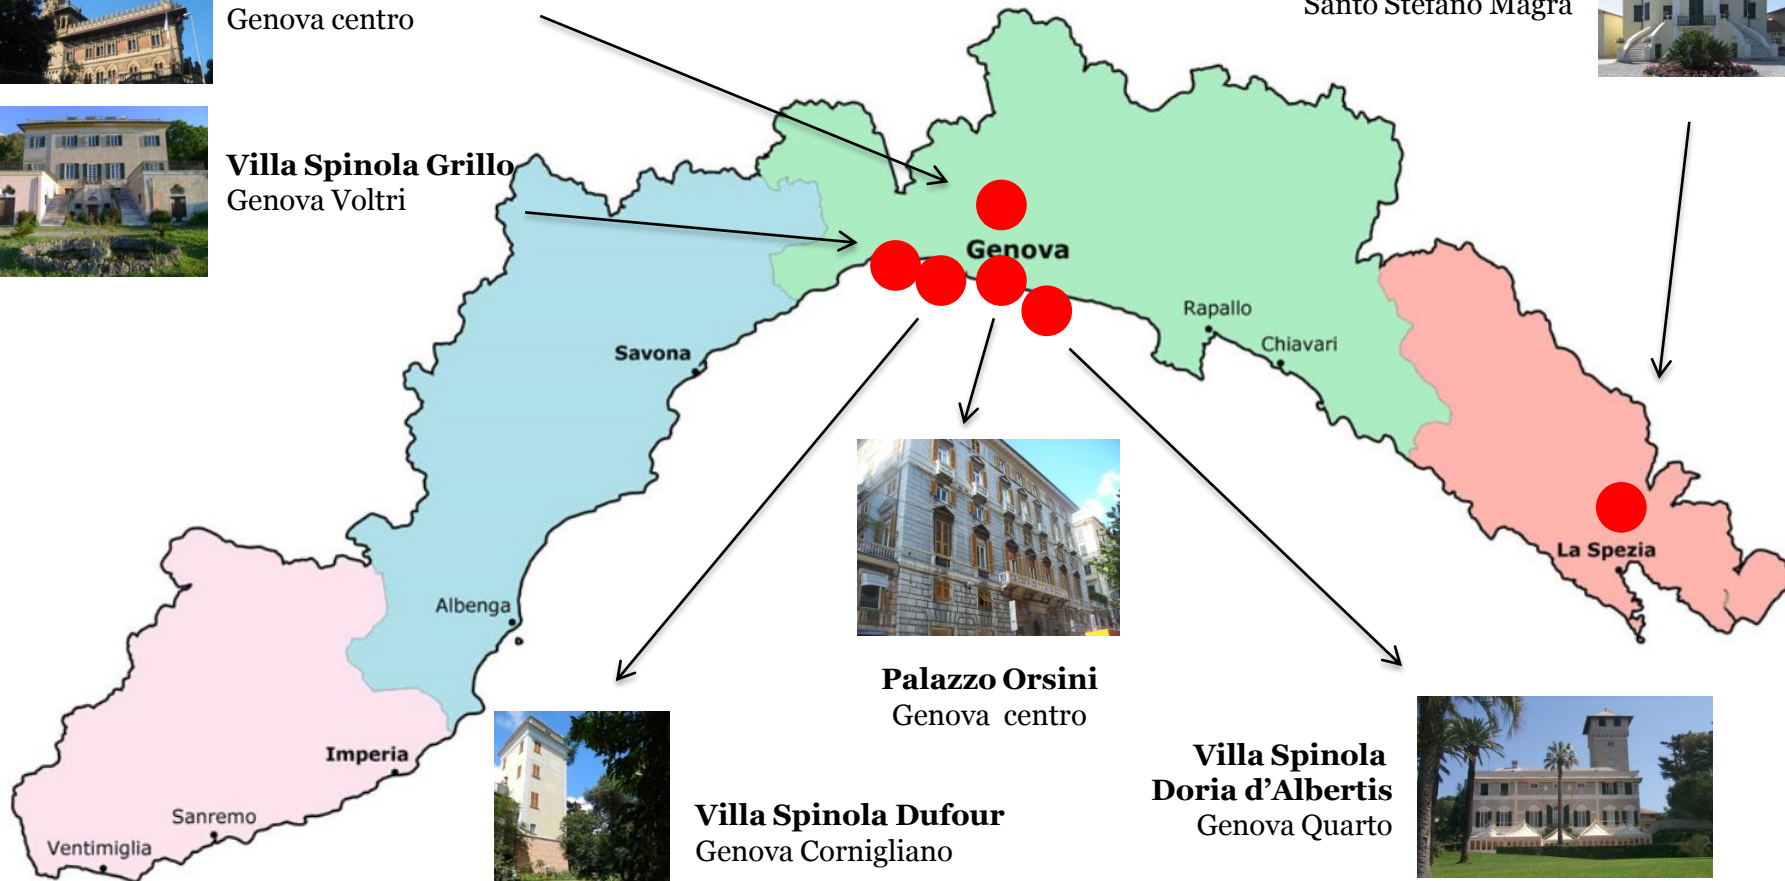 Genova centro
Santo Stefano Magra
Villa Spinola Grillo
Genova Voltri
Genova
Rapallo
Chiavari
Savona
La Spezia
Albenga
Palazzo Orsini
Genova centro
Imperia
Sanremo
Ventimiglia
Villa Spinola Dufour
Genova Cornigliano
Villa Spinola
Doria d’Albertis
Genova Quarto